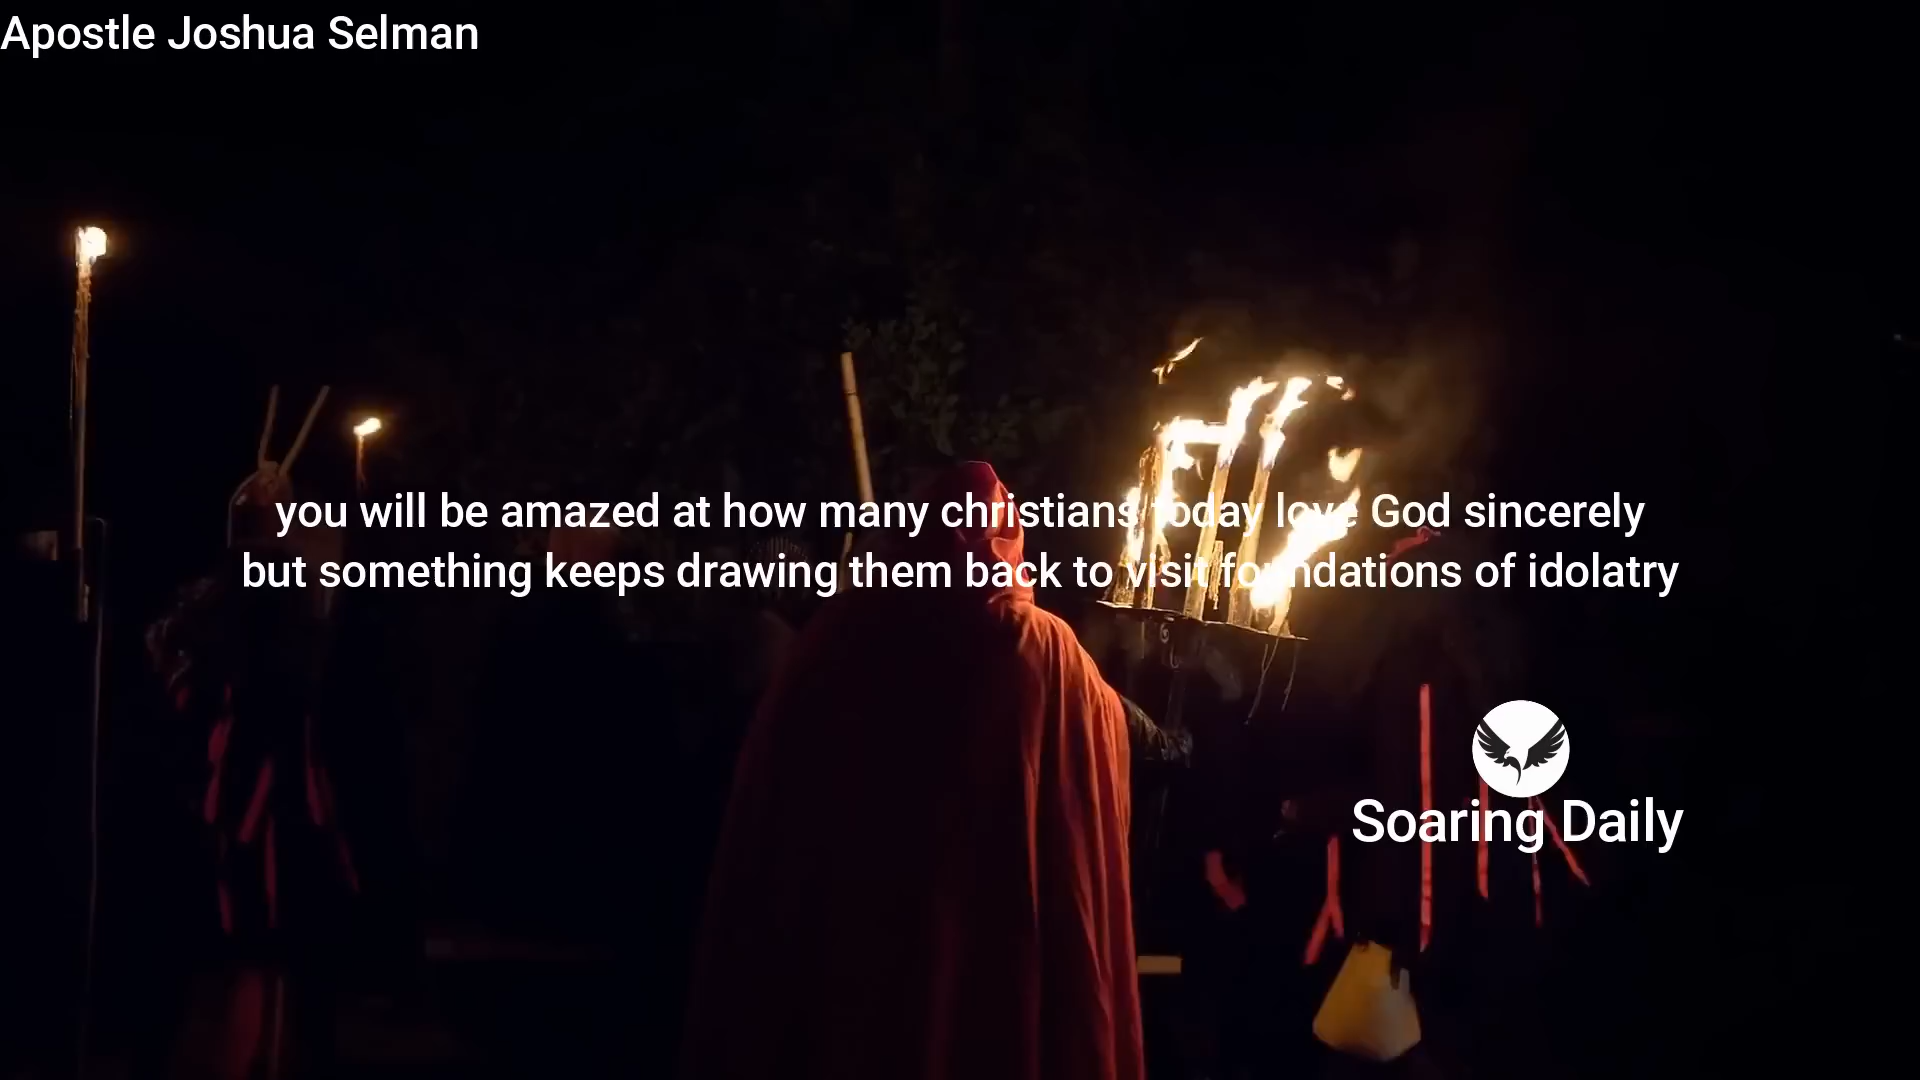 Apostle Joshua Selman
you will be amazed at how many christians today love God sincerely
but something keeps drawing them back to visit foundations of idolatry
Soaring Daily